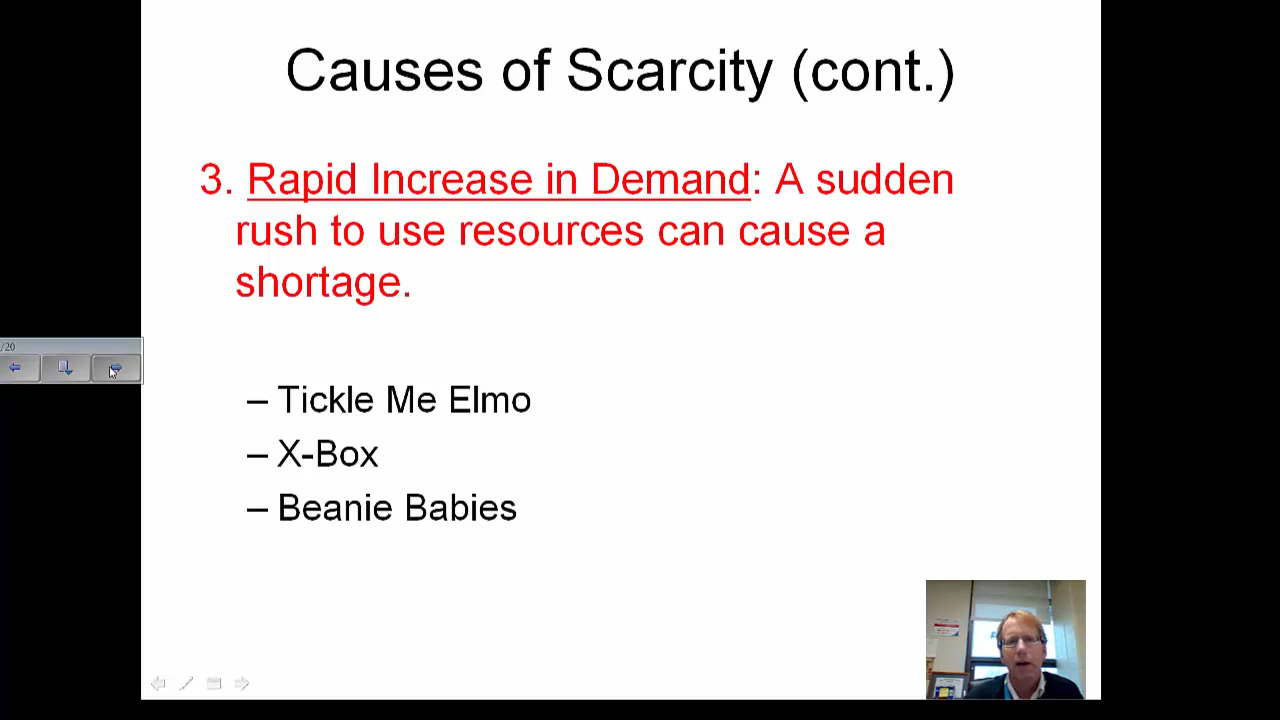 Causes of Scarcity (cont.)
3. Rapid Increase in Demand: A sudden
rush to use resources can cause a
shortage.
/20
– Tickle Me Elmo
– X-Box
– Beanie Babies